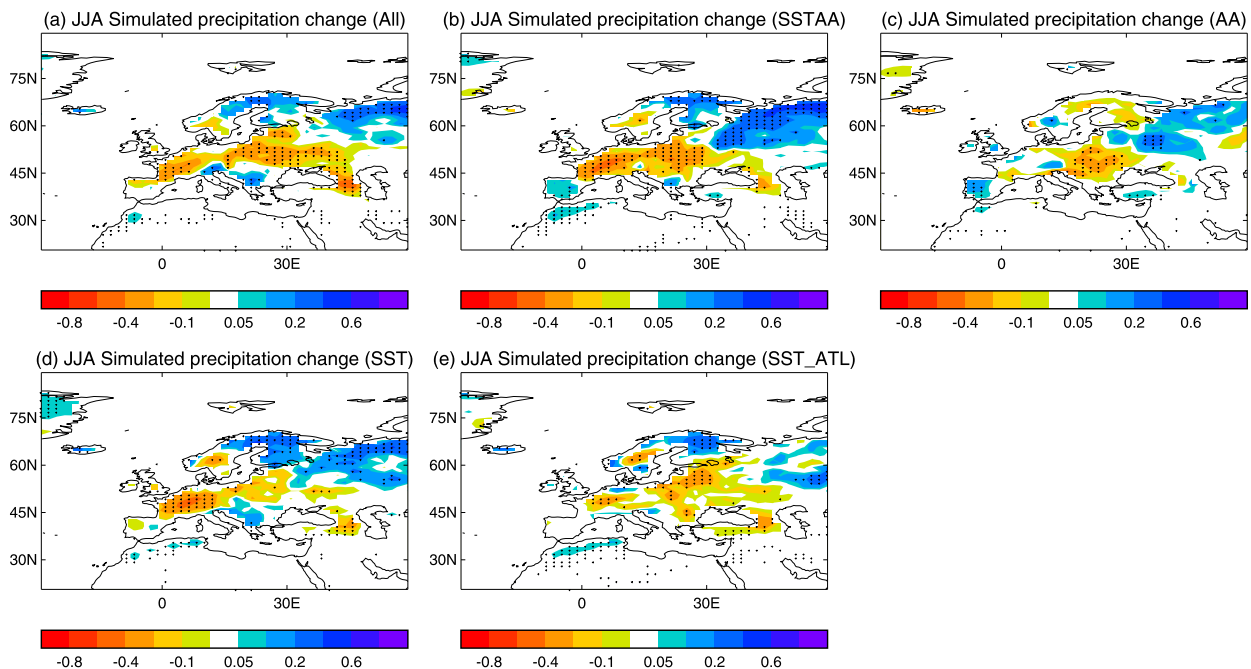 (a) JJA Simulated precipitation change (All)
(b) JJA Simulated precipitation change (SSTAA)
(c) JJA Simulated precipitation change (AA)
75N
60N
45N
30N
0 30E
-0.8 -0.4 -0.1 0.05 0.2 0.6
75N
60N
45N
30N
0 30E
-0.8 -0.4 -0.1 0.05 0.2 0.6
75N
60N
45N
30N
0 30E
-0.8 -0.4 -0.1 0.05 0.2 0.6
(d) JJA Simulated precipitation change (SST)
(e) JJA Simulated precipitation change (SST_ATL)
75N
60N
45N
30N
0 30E
-0.8 -0.4 -0.1 0.05 0.2 0.6
75N
60N
45N
30N
0 30E
-0.8 -0.4 -0.1 0.05 0.2 0.6